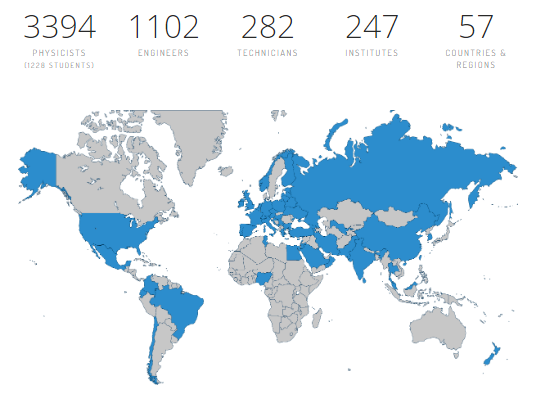 3394 1102 282 247 57
PHYSICISTS ENGINEERS TECHNICIANS INSTITUTES COUNTRIES &
(1228 STUDENTS) REGIONS